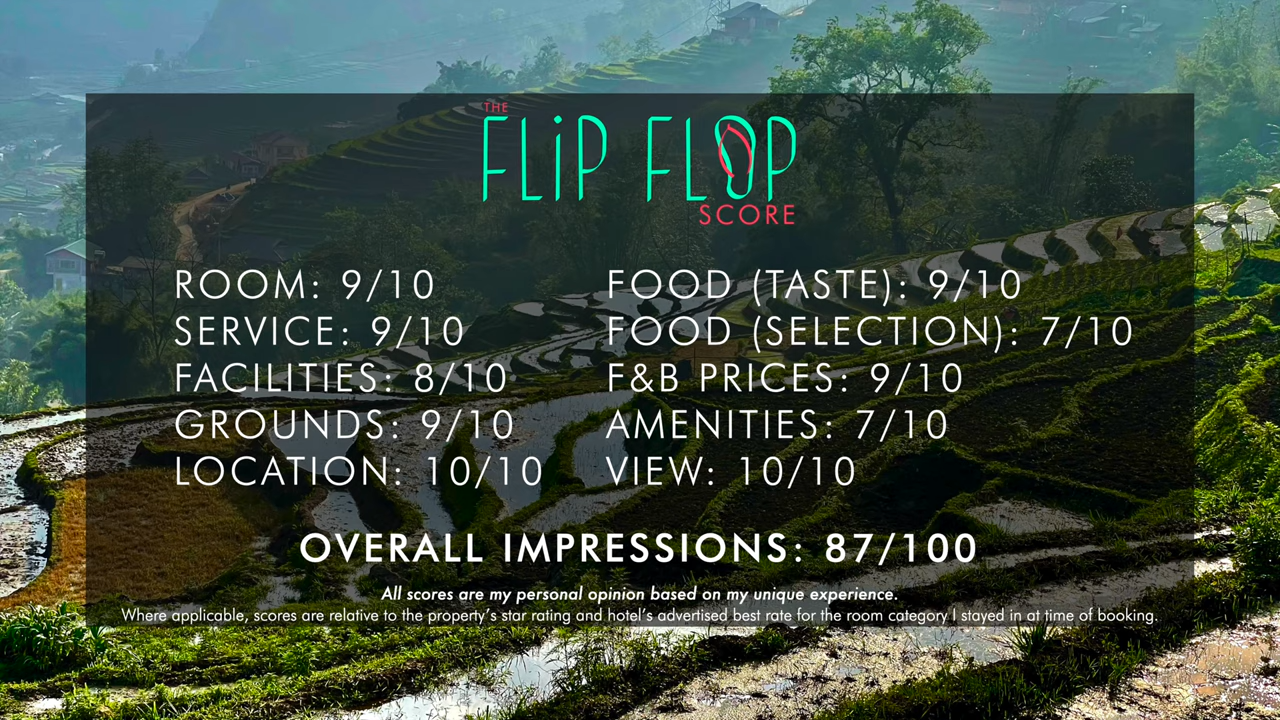 THE
FLiP FLOP
SCORE
ROOM: 9/10
SERVICE: 9/10
FACILITIES: 8/10
GROUNDS: 9/10
LOCATION: 10/10
FOOD (TASTE): 9/10
FOOD (SELECTION): 7/10
F&B PRICES: 9/10
AMENITIES: 7/10
VIEW: 10/10
OVERALL IMPRESSIONS: 87/100
All scores are my personal opinion based on my unique experience.
Where applicable, scores are relative to the property's star rating and hotel's advertised best rate for the room category I stayed in at time of booking.